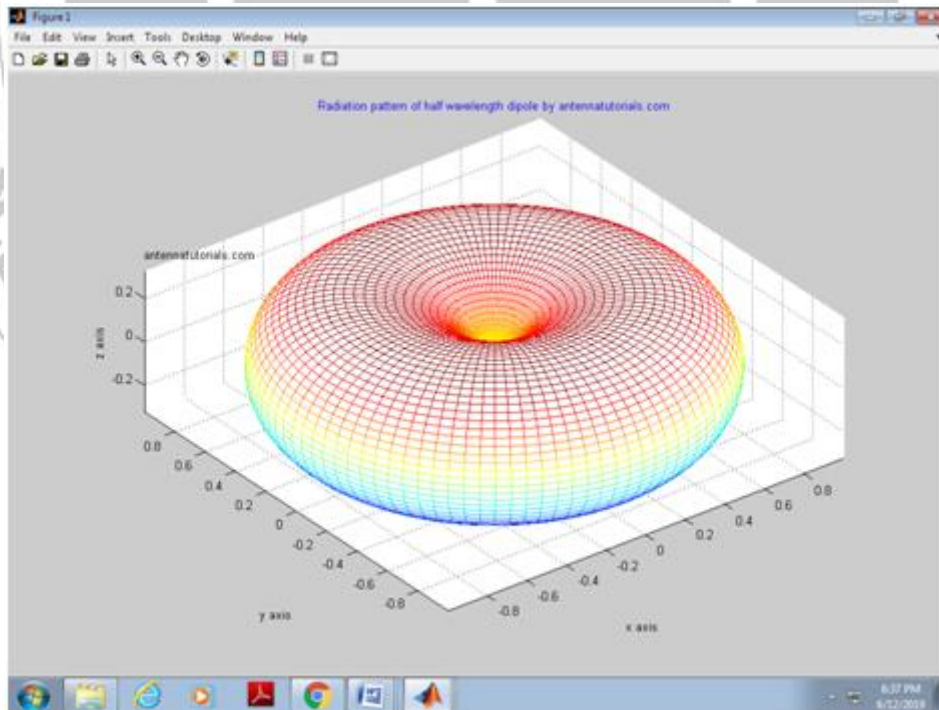 Figure 1
File Edit View Insert Tools Desktop Window Help
Radiation pattern of half wavelength dipole by antennatutorials.com
antennatutorials.com
0.2
0
-0.2
z axis
0.8
0.6
0.4
0.2
0
-0.2
-0.4
-0.6
-0.8
y axis
-0.8
-0.6
-0.4
-0.2
0
0.2
0.4
0.6
0.8
x axis
6:37 PM
6/12/2019